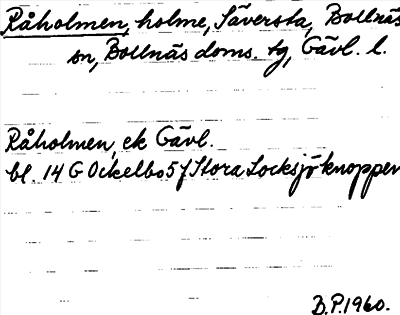 Råholmen, holme, Säversta, Bollnäs
sn, Bollnäs doms. tg, Gävl. l.
Råholmen, ek Gävl.
bl. 14 G Ockelbo 5 f Stora Locksjöknoppen
B.P. 1960.